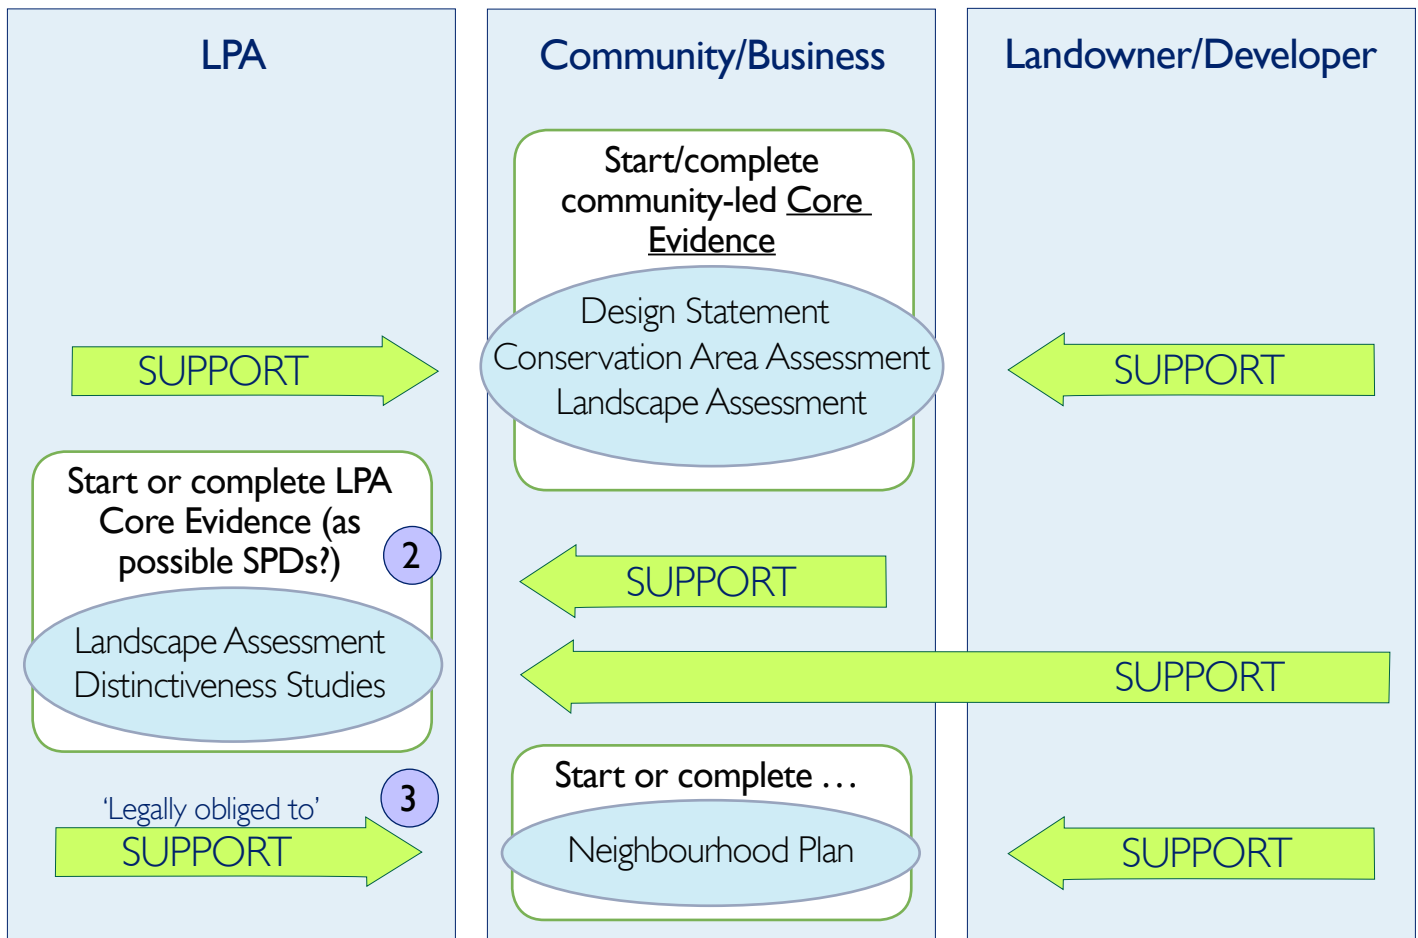 LPA
Community/Business
Landowner/Developer
Start/complete
community-led Core
Evidence
Design Statement
Conservation Area Assessment
Landscape Assessment
SUPPORT
SUPPORT
Start or complete LPA
Core Evidence (as
possible SPDs?)
2
Landscape Assessment
Distinctiveness Studies
SUPPORT
SUPPORT
‘Legally obliged to’
3
SUPPORT
Start or complete …
Neighbourhood Plan
SUPPORT